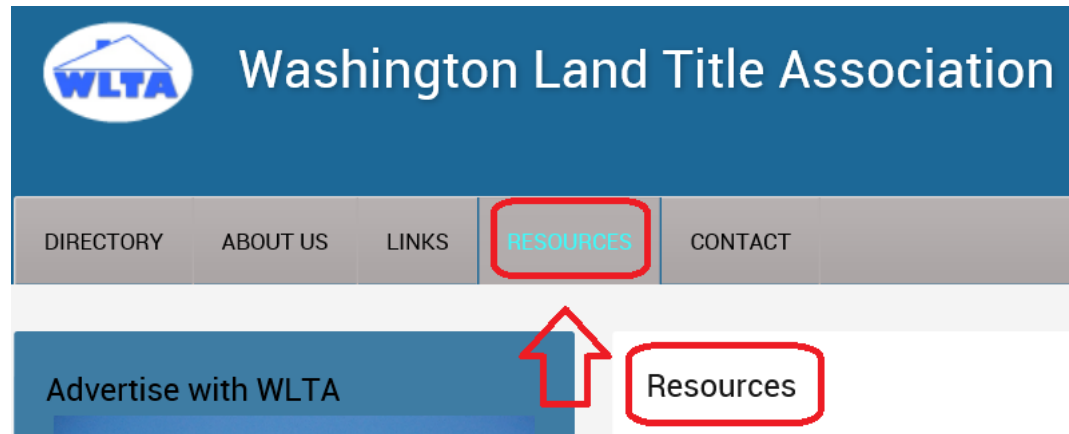 WLTA
Washington Land Title Association
DIRECTORY ABOUT US LINKS RESOURCES CONTACT
Advertise with WLTA
Resources